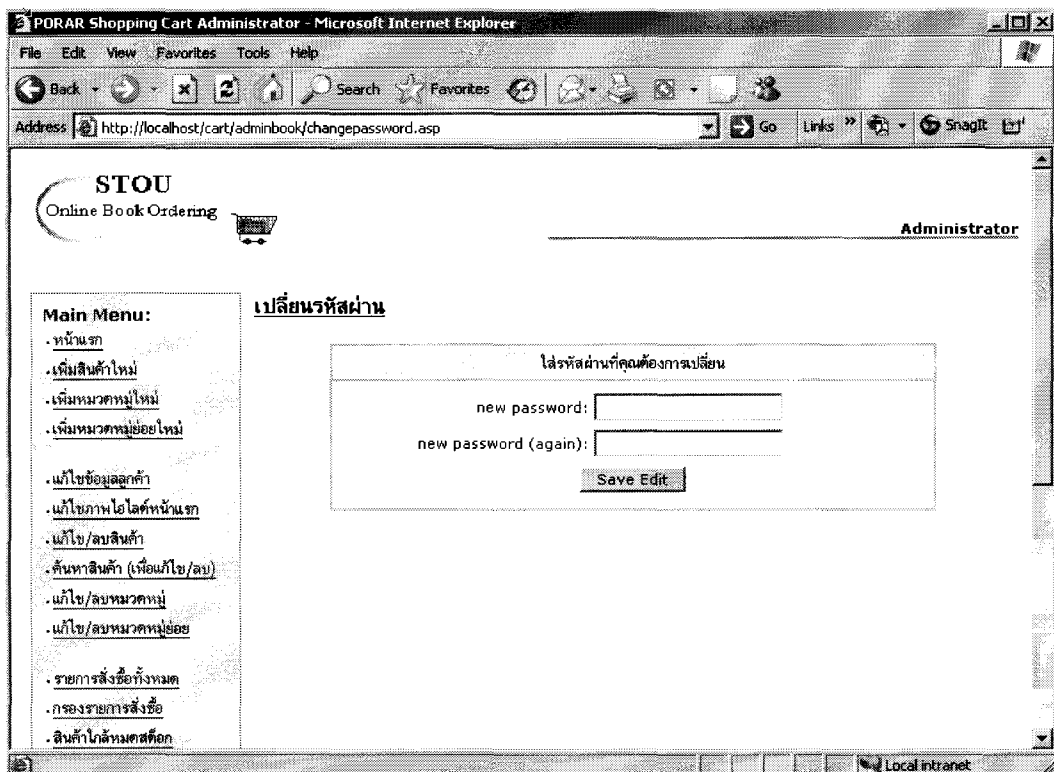 PORAR Shopping Cart Administrator - Microsoft Internet Explorer
File Edit View Favorites Tools Help
Back Search Favorites
Address http://localhost/cart/adminbook/changepassword.asp Go Links » SnagIt
STOU
Online Book Ordering
Administrator
Main Menu:
หน้าแรก
เพิ่มสินค้าใหม่
เพิ่มหมวดหมู่ใหม่
เพิ่มหมวดหมู่ย่อยใหม่
แก้ไขข้อมูลลูกค้า
แก้ไขภาพไฮไลต์หน้าแรก
แก้ไข/ลบสินค้า
ค้นหาสินค้า (เพื่อแก้ไข/ลบ)
แก้ไข/ลบหมวดหมู่
แก้ไข/ลบหมวดหมู่ย่อย
รายการสั่งซื้อทั้งหมด
กรองรายการสั่งซื้อ
สินค้าใกล้หมดสต๊อก
เปลี่ยนรหัสผ่าน
ใส่รหัสผ่านที่คุณต้องการเปลี่ยน
new password:
new password (again):
Save Edit
Local intranet